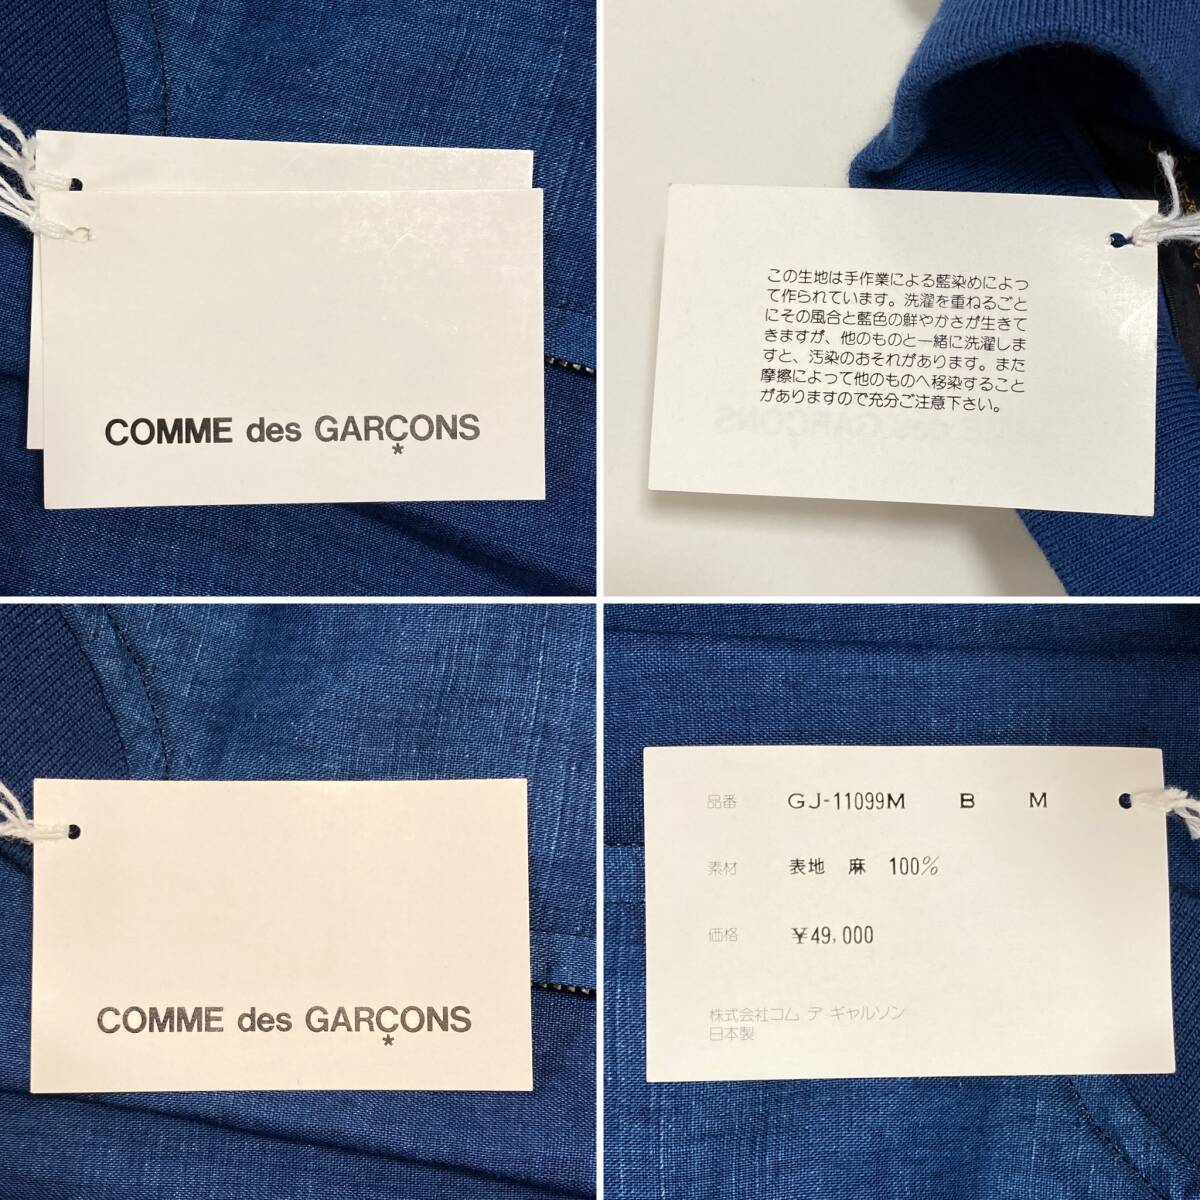 COMME des GARÇONS
*
この生地は手作業による藍染めによっ
て作られています。洗濯を重ねるごと
にその風合と藍色の鮮やかさが生きて
きますが、他のものと一緒に洗濯しま
すと、汚染のおそれがあります。また
摩擦によって他のものへ移染すること
がありますので充分ご注意下さい。
COMME des GARÇONS
*
品番 GJ-11099M B M
素材 表地 麻 100%
価格 ¥49,000
株式会社コム デ ギャルソン
日本製